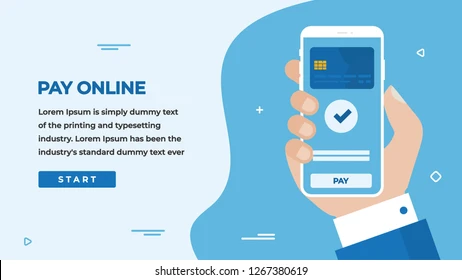 PAY ONLINE
Lorem Ipsum is simply dummy text
of the printing and typesetting
industry. Lorem Ipsum has been the
industry's standard dummy text ever
START
PAY
shutterstock.com · 1267380619